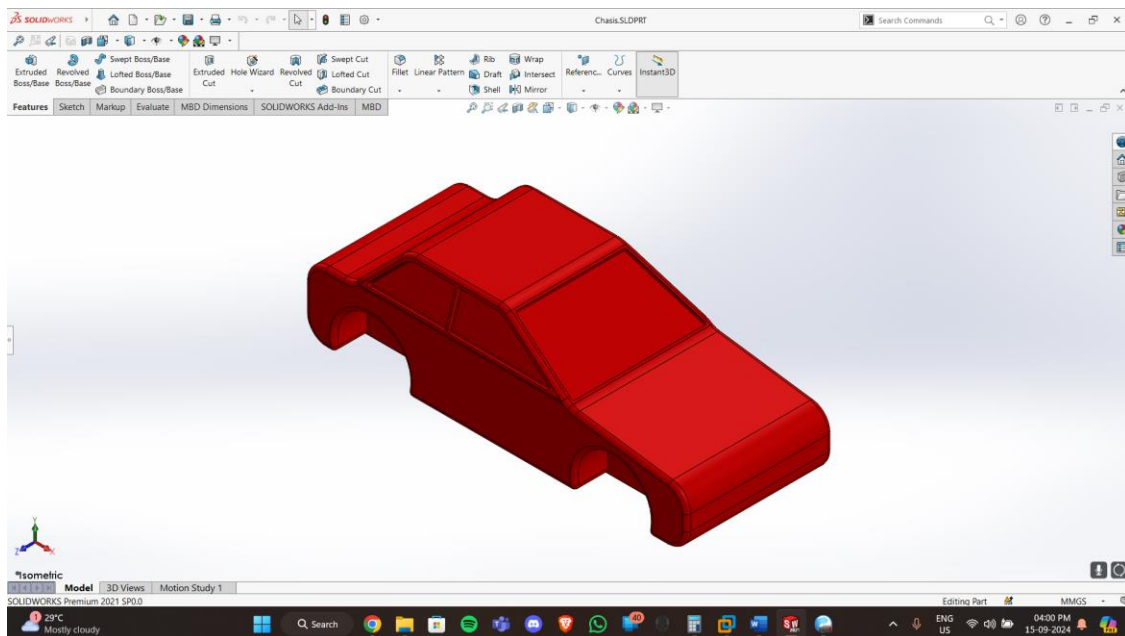 SOLIDWORKS
Chasis.SLDPRT
Search Commands
Extruded Boss/Base
Revolved Boss/Base
Swept Boss/Base
Lofted Boss/Base
Boundary Boss/Base
Extruded Cut
Hole Wizard
Revolved Cut
Swept Cut
Lofted Cut
Boundary Cut
Fillet
Linear Pattern
Rib
Draft
Shell
Wrap
Intersect
Mirror
Referenc...
Curves
Instant3D
Features Sketch Markup Evaluate MBD Dimensions SOLIDWORKS Add-Ins MBD
Y
Z X
*Isometric
Model 3D Views Motion Study 1
SOLIDWORKS Premium 2021 SP0.0
Editing Part MMGS
1
29°C
Mostly cloudy
Search
40
ENG
US
04:00 PM
15-09-2024